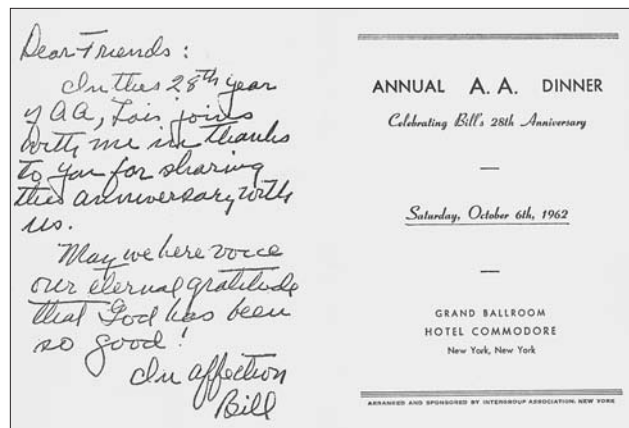 Dear Friends:
In this 28th year
of AA, Lois joins
with me in thanks
to you for sharing
this anniversary with
us.
May we here voice
our eternal gratitude
that God has been
so good!
In affection
Bill
ANNUAL A. A. DINNER
Celebrating Bill's 28th Anniversary
Saturday, October 6th, 1962
GRAND BALLROOM
HOTEL COMMODORE
New York, New York
ARRANGED AND SPONSORED BY INTERGROUP ASSOCIATION, NEW YORK